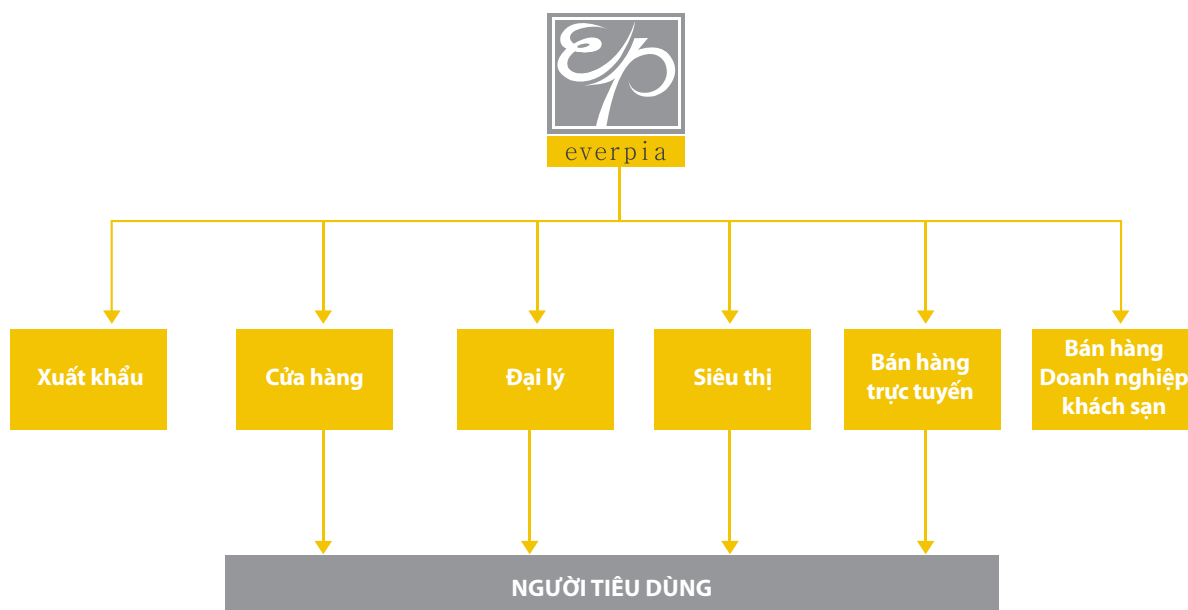 ep
everpia
Xuất khẩu
Cửa hàng
Đại lý
Siêu thị
Bán hàng
trực tuyến
Bán hàng
Doanh nghiệp
khách sạn
NGƯỜI TIÊU DÙNG